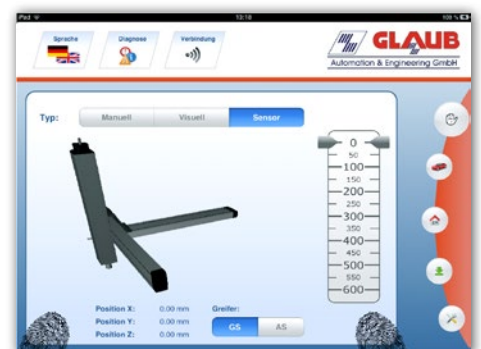 iPad 13:18 100 %
Sprache Diagnose Verbindung
GLAUB
Automation & Engineering GmbH
Typ: Manuell Visuell Sensor
0
50
100
150
200
250
300
350
400
450
500
550
600
Position X: 0.00 mm Greifer:
Position Y: 0.00 mm GS AS
Position Z: 0.00 mm